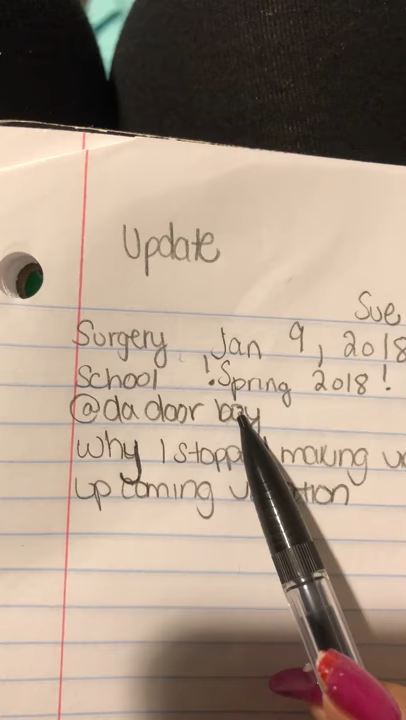 Update
Sue
Surgery Jan 9, 2018
School !Spring 2018!
@da door
Why I making
up coming